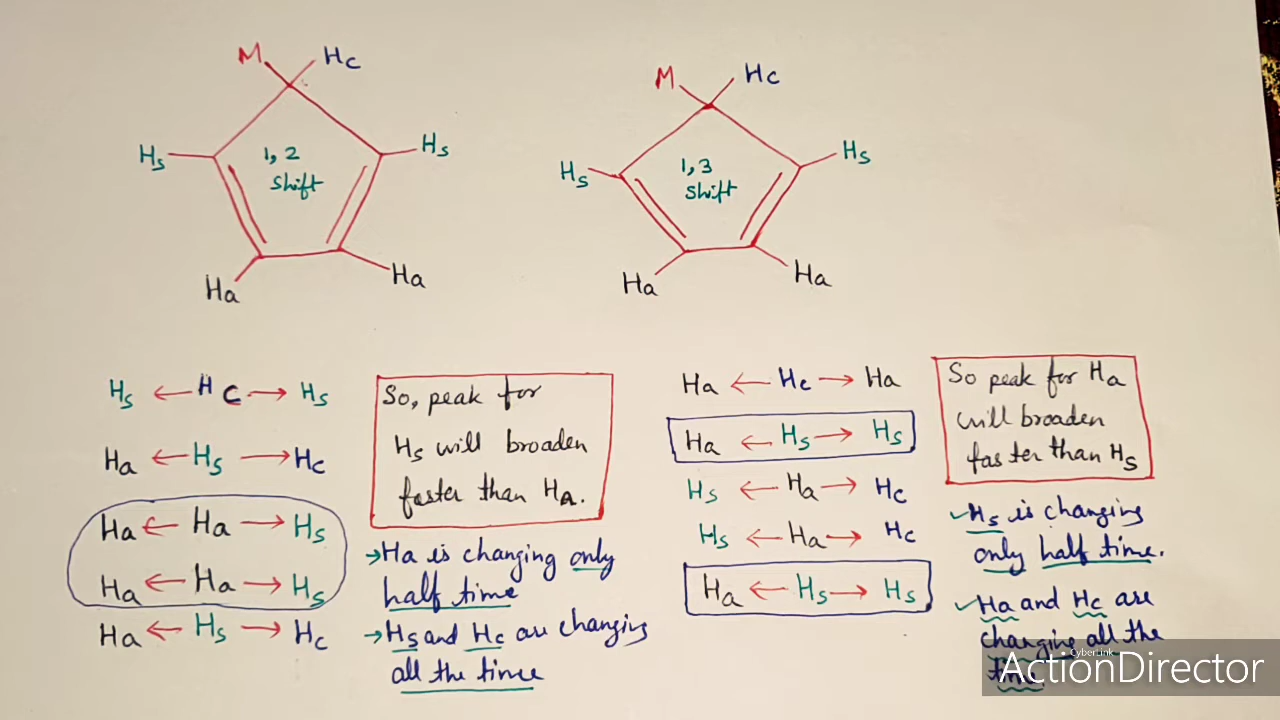 M Hc
Hs Hs
1,2
shift
Ha Ha
M Hc
Hs Hs
1,3
shift
Ha Ha
Hs ← HC → Hs
Ha ← Hs → Hc
Ha ← Ha → Hs
Ha ← Ha → Hs
Ha ← Hs → Hc
So, peak for
Hs will broaden
faster than Ha.
→ Ha is changing only
half time
→ Hs and Hc are changing
all the time
Ha ← Hc → Ha
Ha ← Hs → Hs
Hs ← Ha → Hc
Hs ← Ha → Hc
Ha ← Hs → Hs
So peak for Ha
will broaden
faster than Hs
✓ Hs is changing
only half time.
✓ Ha and Hc are
changing all the
time.
CyberLink
ActionDirector